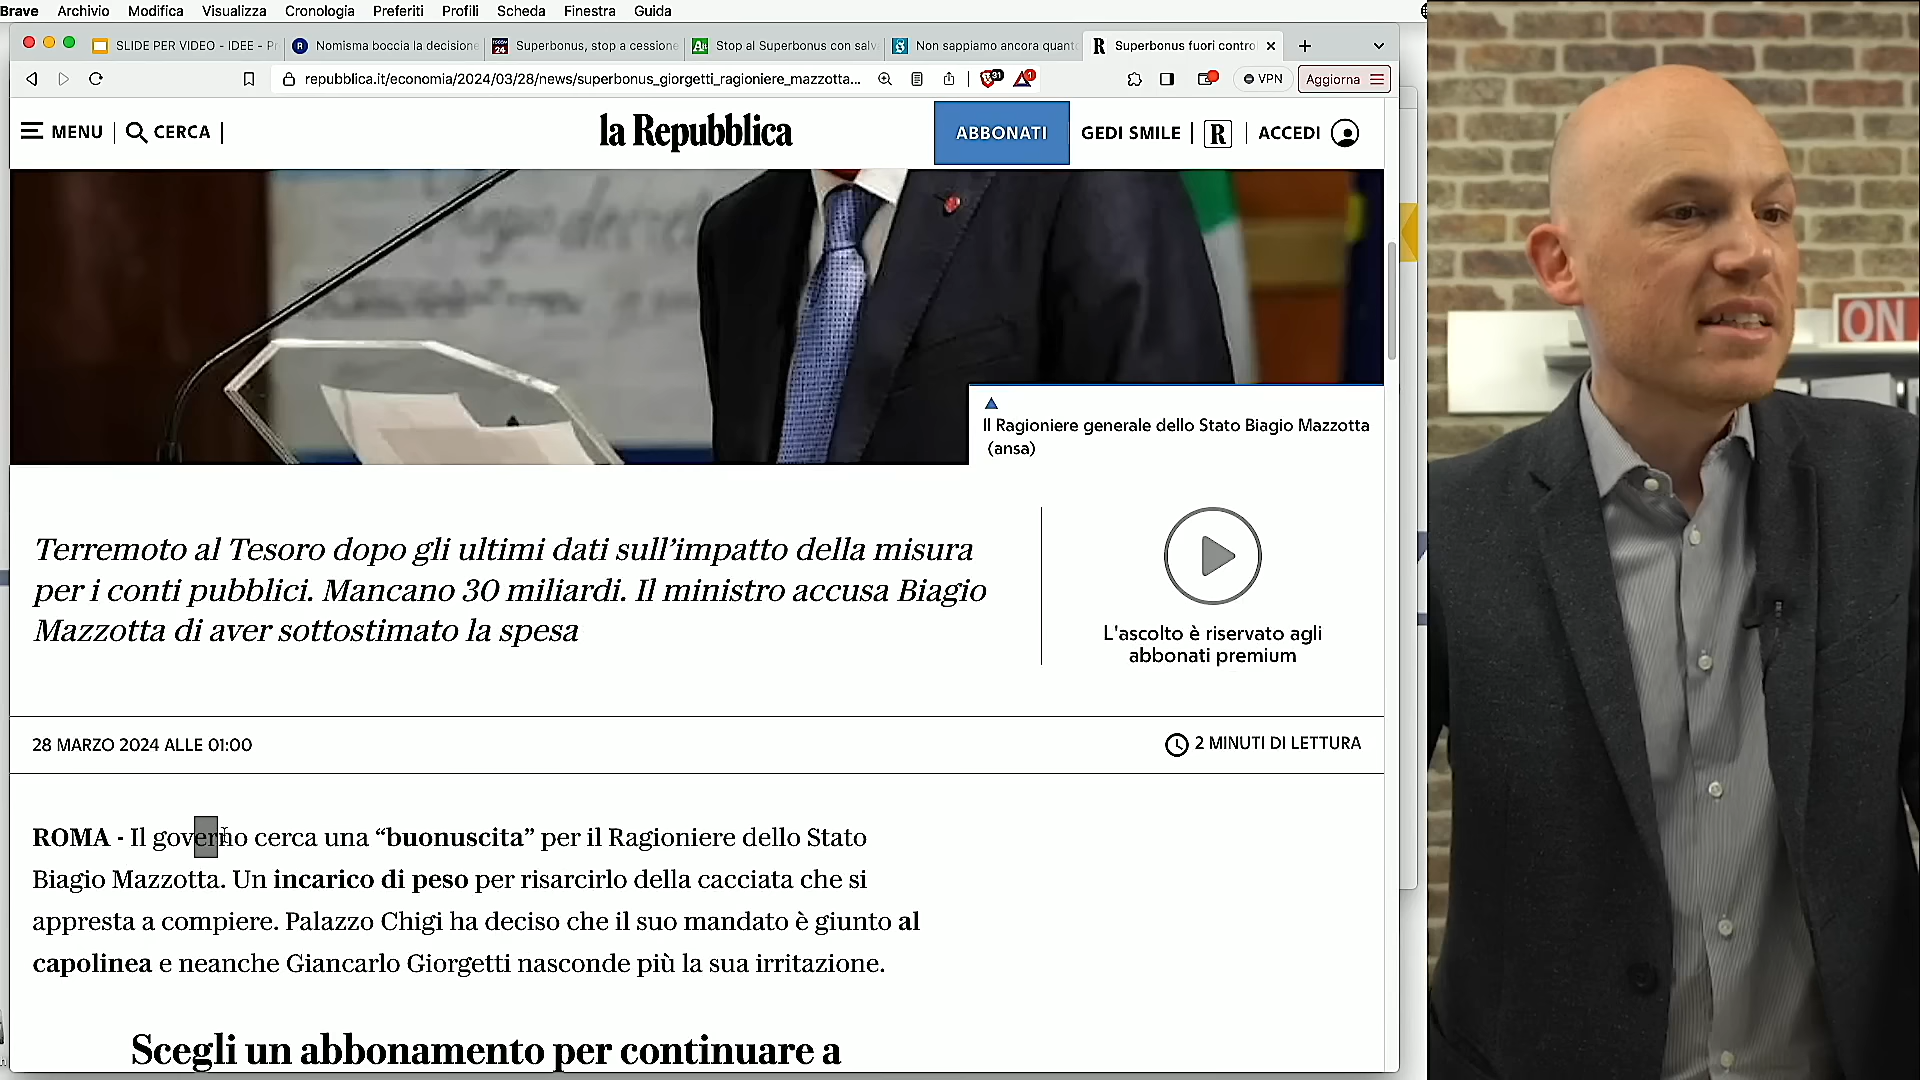 Brave Archivio Modifica Visualizza Cronologia Preferiti Profili Scheda Finestra Guida
SLIDE PER VIDEO - IDEE - Pr
Nomisma boccia la decisione
Superbonus, stop a cessione
Stop al Superbonus con salv
Non sappiamo ancora quant
Superbonus fuori contro
repubblica.it/economia/2024/03/28/news/superbonus_giorgetti_ragioniere_mazzotta...
31
1
VPN
Aggiorna
MENU CERCA
la Repubblica
ABBONATI
GEDI SMILE
R
ACCEDI
Il Ragioniere generale dello Stato Biagio Mazzotta
(ansa)
Terremoto al Tesoro dopo gli ultimi dati sull'impatto della misura
per i conti pubblici. Mancano 30 miliardi. Il ministro accusa Biagio
Mazzotta di aver sottostimato la spesa
L'ascolto è riservato agli
abbonati premium
28 MARZO 2024 ALLE 01:00
2 MINUTI DI LETTURA
ROMA - Il governo cerca una “buonuscita” per il Ragioniere dello Stato
Biagio Mazzotta. Un incarico di peso per risarcirlo della cacciata che si
appresta a compiere. Palazzo Chigi ha deciso che il suo mandato è giunto al
capolinea e neanche Giancarlo Giorgetti nasconde più la sua irritazione.
Scegli un abbonamento per continuare a
ON